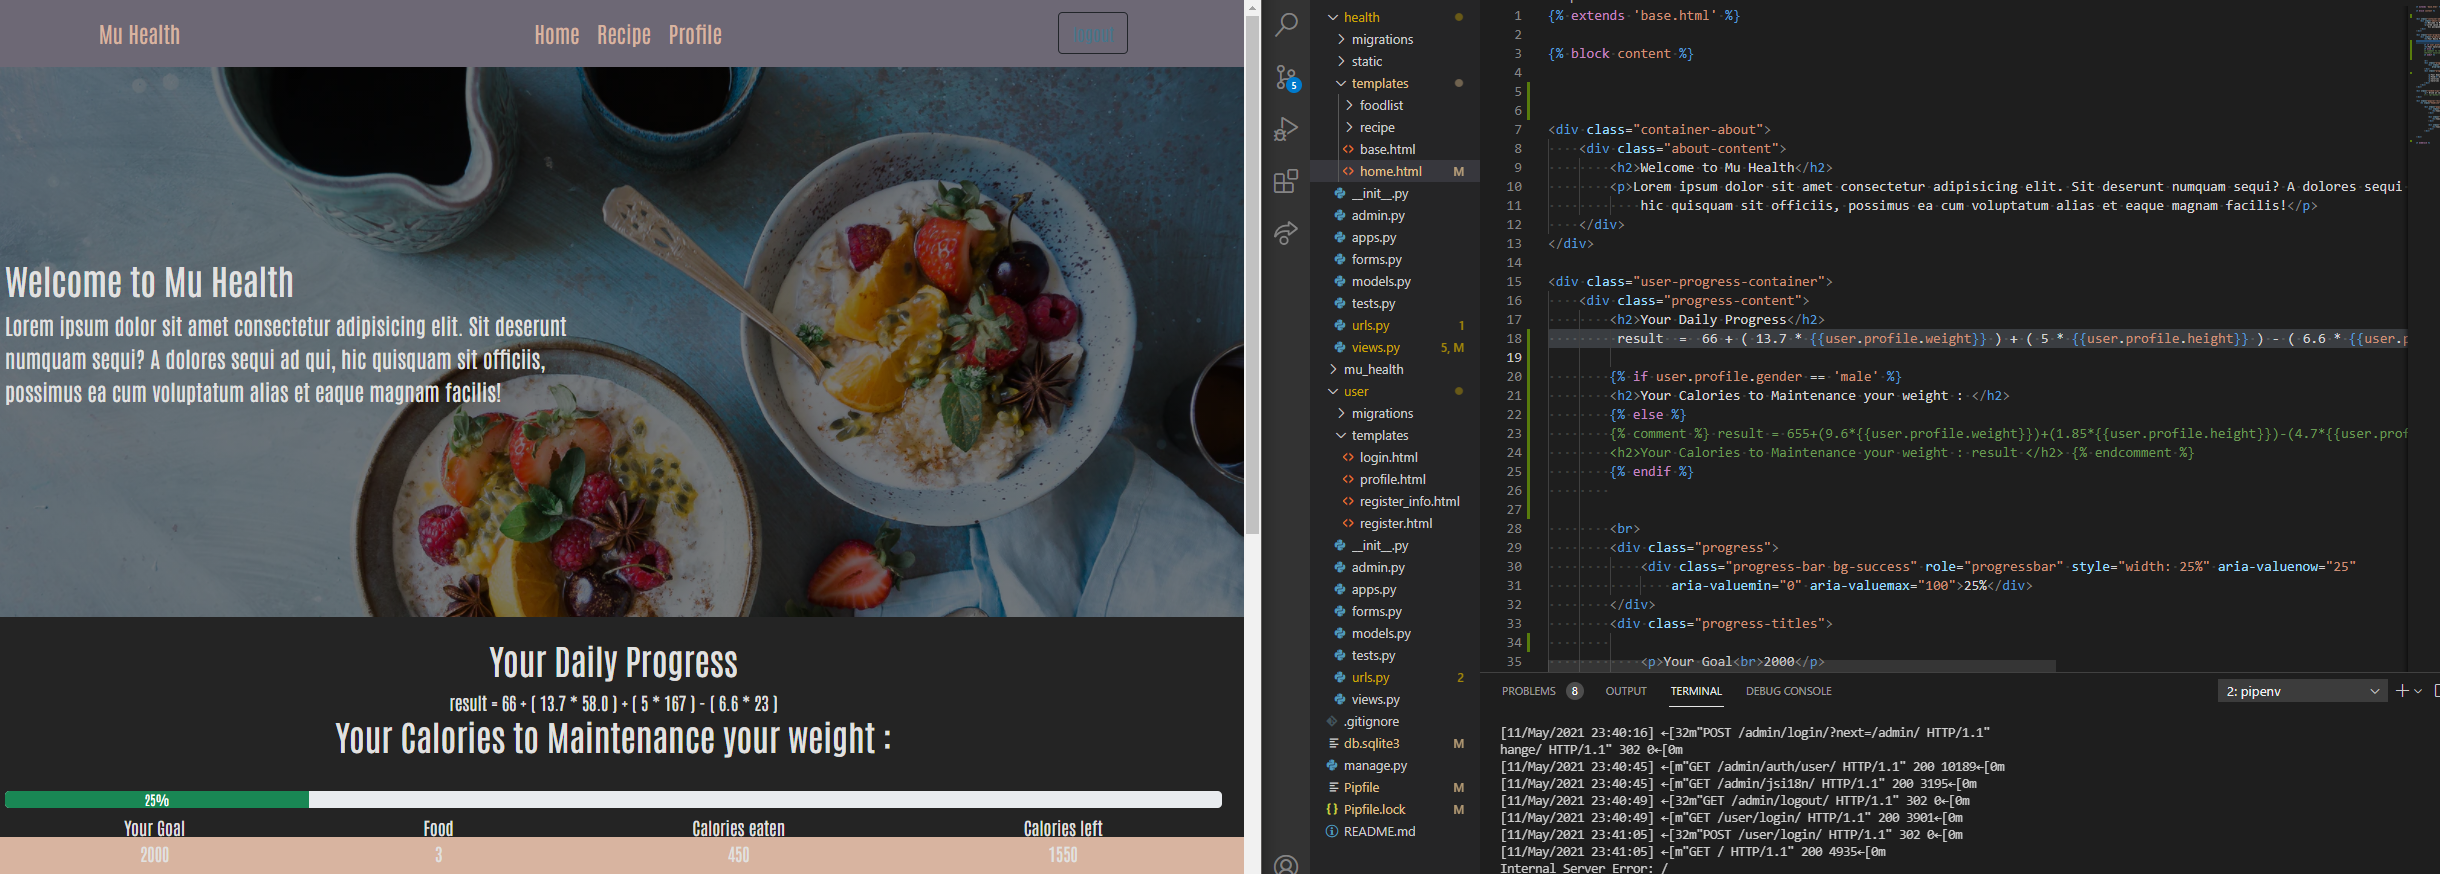 Mu Health
Home Recipe Profile
Welcome to Mu Health
Lorem ipsum dolor sit amet consectetur adipisicing elit. Sit deserunt
numquam sequi? A dolores sequi ad qui, hic quisquam sit officiis,
possimus ea cum voluptatum alias et eaque magnam facilis!
Your Daily Progress
result = 66 + ( 13.7 * 58.0 ) + ( 5 * 167 ) - ( 6.6 * 23 )
Your Calories to Maintenance your weight :
25%
Your Goal Food Calories eaten Calories left
2000 3 450 1550
5
health
migrations
static
templates
foodlist
recipe
base.html
home.html M
__init__.py
admin.py
apps.py
forms.py
models.py
tests.py
urls.py 1
views.py 5, M
mu_health
user
migrations
templates
login.html
profile.html
register_info.html
register.html
__init__.py
admin.py
apps.py
forms.py
models.py
tests.py
urls.py 2
views.py
.gitignore
db.sqlite3 M
manage.py
Pipfile M
Pipfile.lock M
README.md
1 {% extends 'base.html' %}
2
3 {% block content %}
4
5
6
7 <div class="container-about">
8 <div class="about-content">
9 <h2>Welcome to Mu Health</h2>
10 <p>Lorem ipsum dolor sit amet consectetur adipisicing elit. Sit deserunt numquam sequi? A dolores sequi
11 hic quisquam sit officiis, possimus ea cum voluptatum alias et eaque magnam facilis!</p>
12 </div>
13 </div>
14
15 <div class="user-progress-container">
16 <div class="progress-content">
17 <h2>Your Daily Progress</h2>
18 result = 66 + ( 13.7 * {{user.profile.weight}} ) + ( 5 * {{user.profile.height}} ) - ( 6.6 * {{user.p
19
20 {% if user.profile.gender == 'male' %}
21 <h2>Your Calories to Maintenance your weight : </h2>
22 {% else %}
23 {% comment %} result = 655+(9.6*{{user.profile.weight}})+(1.85*{{user.profile.height}})-(4.7*{{user.prof
24 <h2>Your Calories to Maintenance your weight : result </h2> {% endcomment %}
25 {% endif %}
26
27
28 <br>
29 <div class="progress">
30 <div class="progress-bar bg-success" role="progressbar" style="width: 25%" aria-valuenow="25"
31 aria-valuemin="0" aria-valuemax="100">25%</div>
32 </div>
33 <div class="progress-titles">
34
35 <p>Your Goal<br>2000</p>
PROBLEMS 8 OUTPUT TERMINAL DEBUG CONSOLE 2: pipenv
[11/May/2021 23:40:16] ←[32m"POST /admin/login/?next=/admin/ HTTP/1.1"
hange/ HTTP/1.1" 302 0←[0m
[11/May/2021 23:40:45] ←[m"GET /admin/auth/user/ HTTP/1.1" 200 10189←[0m
[11/May/2021 23:40:45] ←[m"GET /admin/jsi18n/ HTTP/1.1" 200 3195←[0m
[11/May/2021 23:40:49] ←[32m"GET /admin/logout/ HTTP/1.1" 302 0←[0m
[11/May/2021 23:40:49] ←[m"GET /user/login/ HTTP/1.1" 200 3901←[0m
[11/May/2021 23:41:05] ←[32m"POST /user/login/ HTTP/1.1" 302 0←[0m
[11/May/2021 23:41:05] ←[m"GET / HTTP/1.1" 200 4935←[0m
Internal Server Error: /